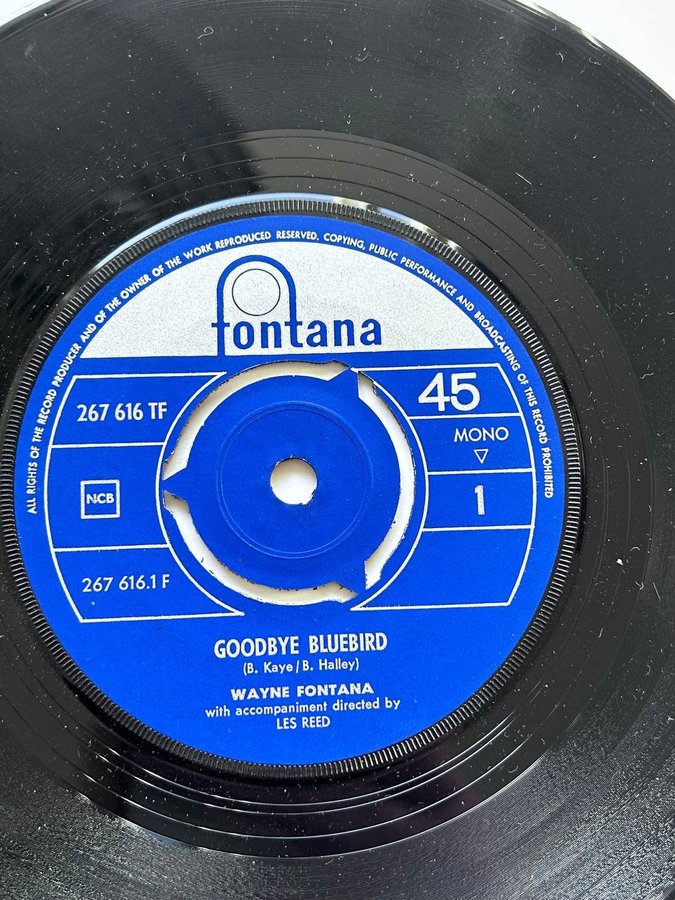 ALL RIGHTS OF THE RECORD PRODUCER AND OF THE OWNER OF THE WORK REPRODUCED RESERVED. COPYING, PUBLIC PERFORMANCE AND BROADCASTING OF THIS RECORD PROHIBITED
fontana
267 616 TF
45
MONO
NCB
1
267 616.1 F
GOODBYE BLUEBIRD
(B. Kaye/B. Halley)
WAYNE FONTANA
with accompaniment directed by
LES REED